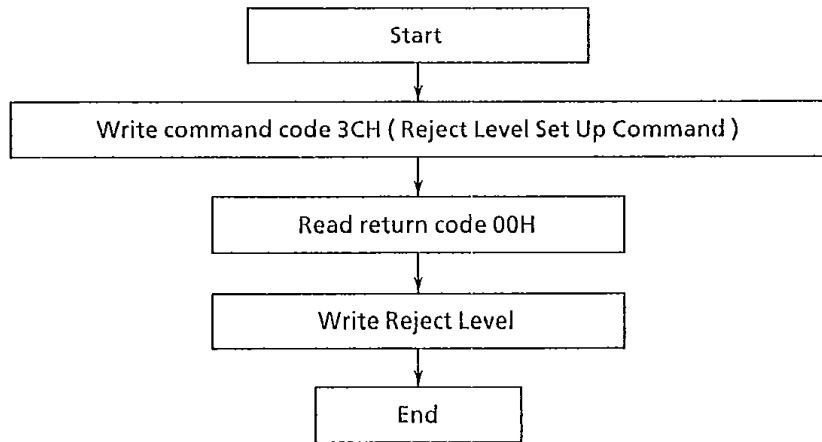 Start
Write command code 3CH ( Reject Level Set Up Command )
Read return code 00H
Write Reject Level
End